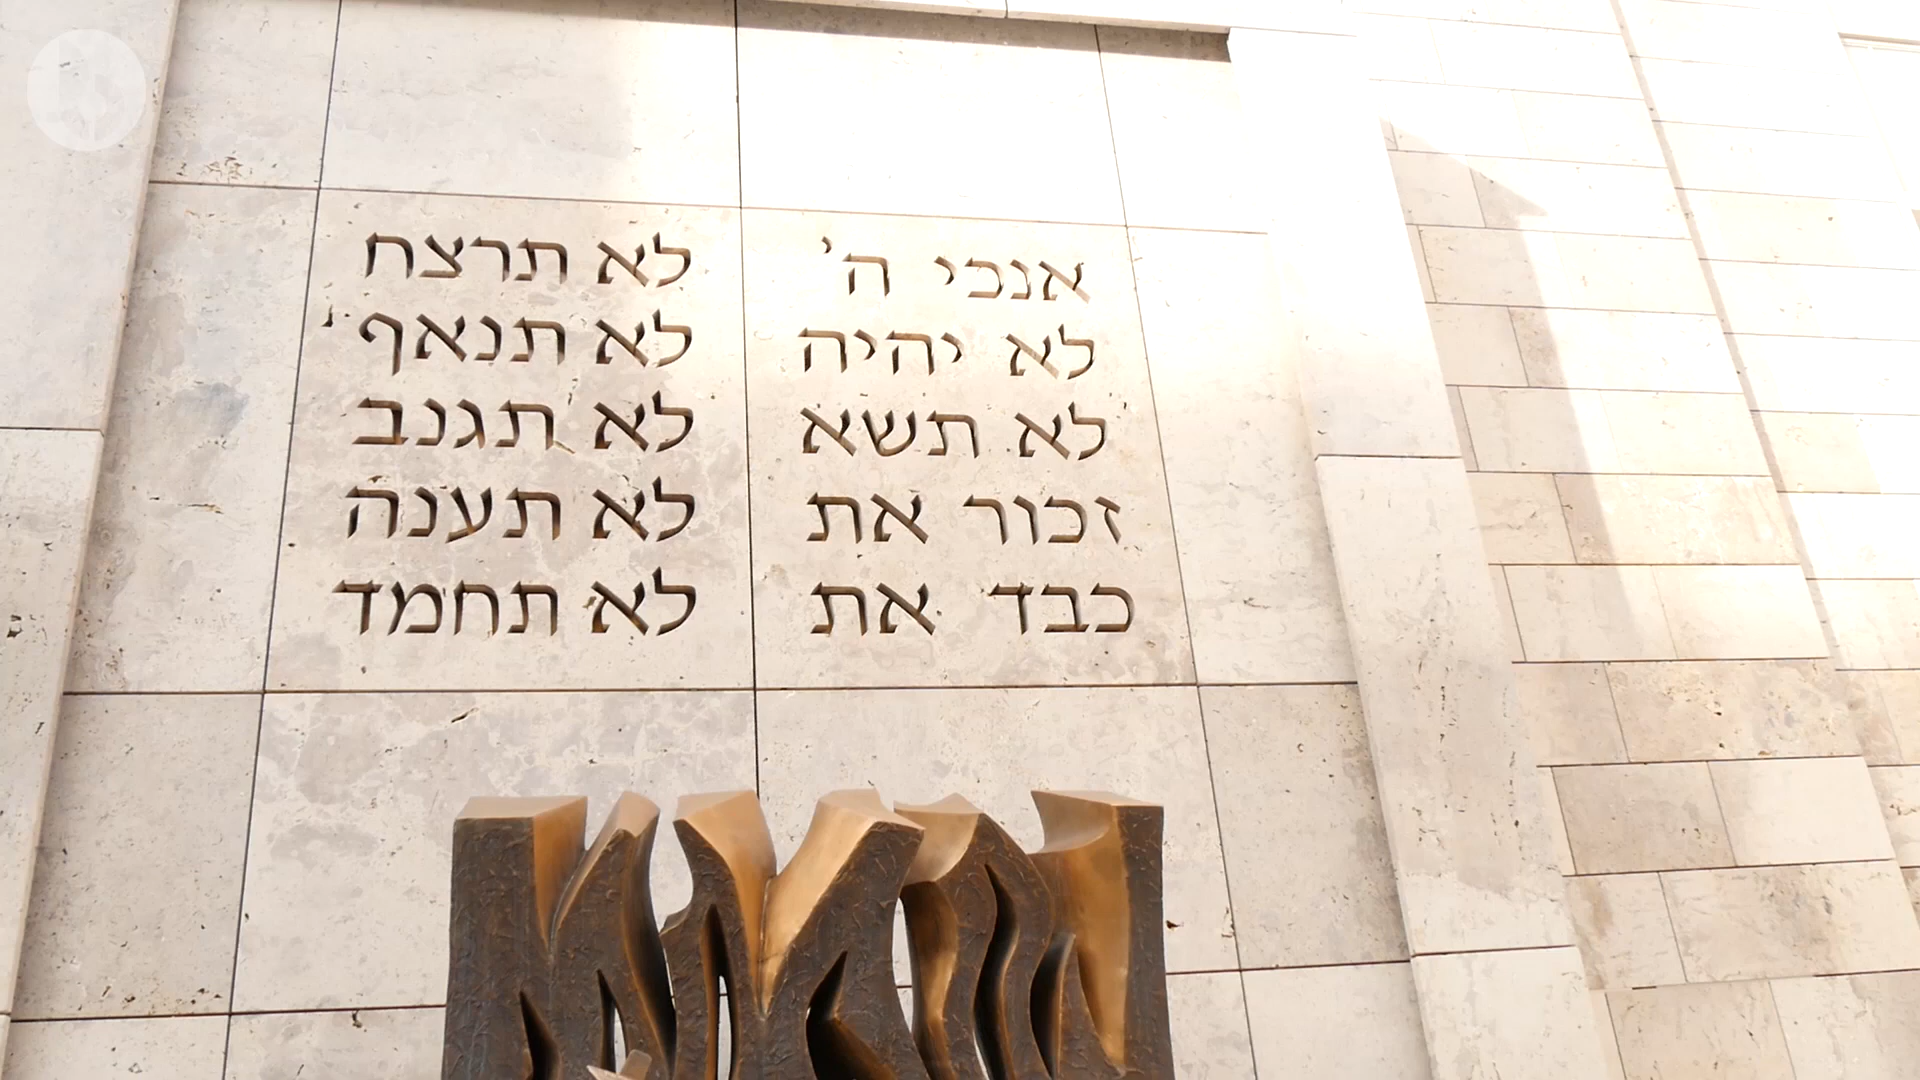 אנכי ה'
לא יהיה
לא תשא
זכור את
כבד את
לא תרצח
לא תנאף
לא תגנב
לא תענה
לא תחמד